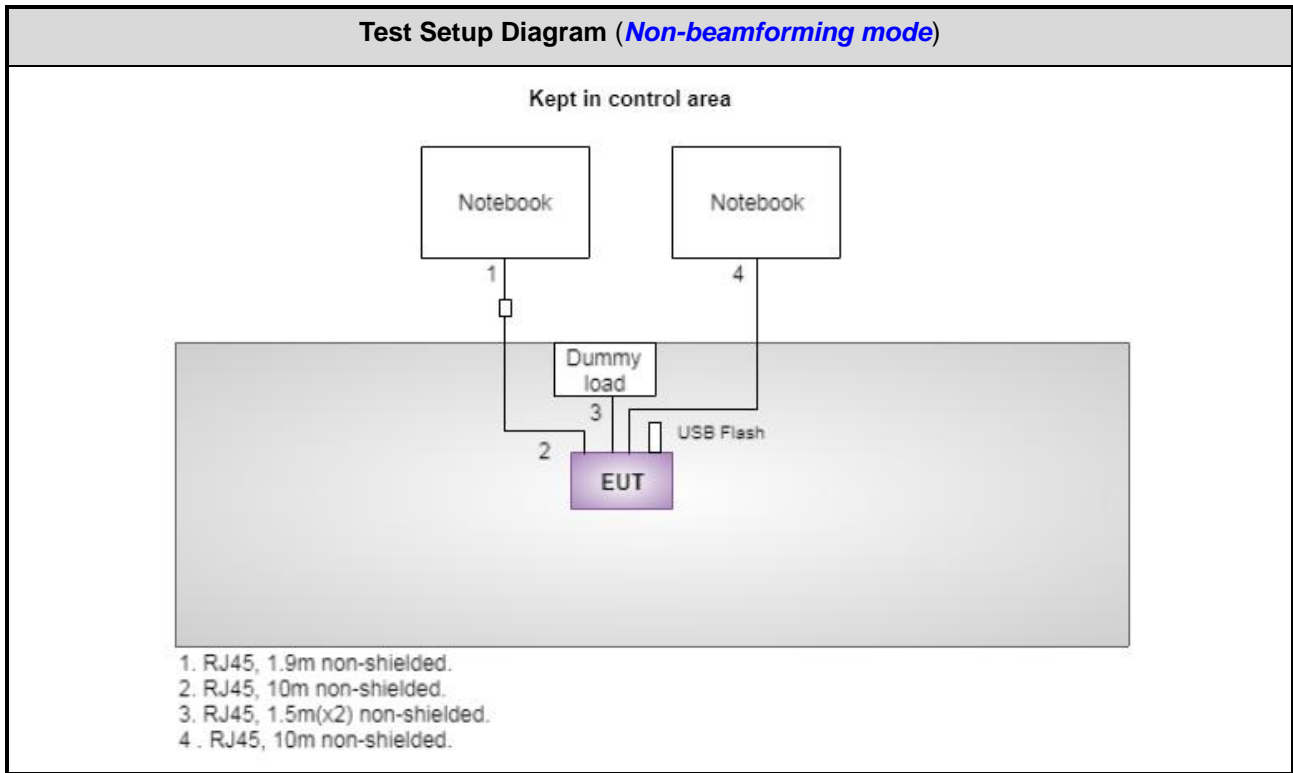 Test Setup Diagram (Non-beamforming mode)
Kept in control area
Notebook
Notebook
1
4
Dummy
load
3
USB Flash
2
EUT
1. RJ45, 1.9m non-shielded.
2. RJ45, 10m non-shielded.
3. RJ45, 1.5m(x2) non-shielded.
4 . RJ45, 10m non-shielded.